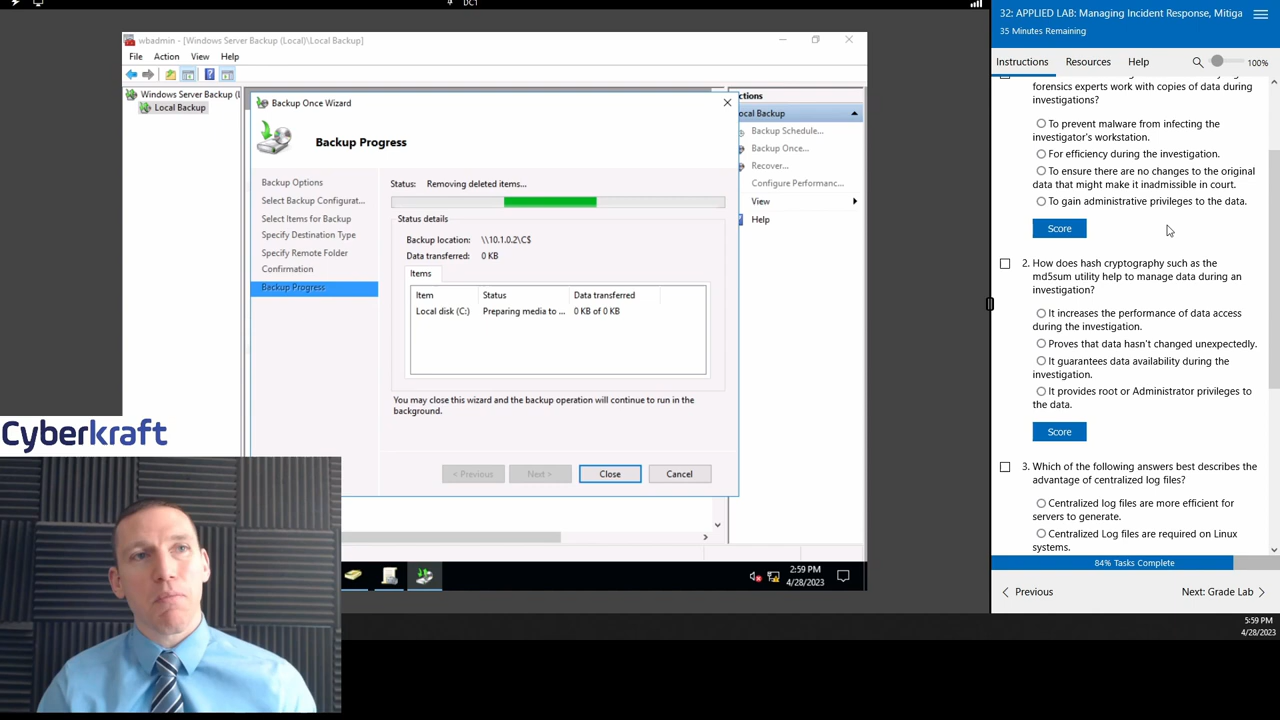 DC1
wbadmin - [Windows Server Backup (Local)\Local Backup]
File Action View Help
Windows Server Backup (L
Local Backup
Backup Once Wizard
Backup Progress
Backup Options
Select Backup Configurat...
Select Items for Backup
Specify Destination Type
Specify Remote Folder
Confirmation
Backup Progress
Status: Removing deleted items...
Status details
Backup location: \\10.1.0.2\C$
Data transferred: 0 KB
Items
Item Status Data transferred
Local disk (C:) Preparing media to ... 0 KB of 0 KB
You may close this wizard and the backup operation will continue to run in the
background.
< Previous Next > Close Cancel
ctions
ocal Backup
Backup Schedule...
Backup Once...
Recover...
Configure Performanc...
View
Help
2:59 PM
4/28/2023
Cyberkraft
32: APPLIED LAB: Managing Incident Response, Mitiga
35 Minutes Remaining
Instructions Resources Help 100%
forensics experts work with copies of data during
investigations?
To prevent malware from infecting the
investigator's workstation.
For efficiency during the investigation.
To ensure there are no changes to the original
data that might make it inadmissible in court.
To gain administrative privileges to the data.
Score
2. How does hash cryptography such as the
md5sum utility help to manage data during an
investigation?
It increases the performance of data access
during the investigation.
Proves that data hasn't changed unexpectedly.
It guarantees data availability during the
investigation.
It provides root or Administrator privileges to
the data.
Score
3. Which of the following answers best describes the
advantage of centralized log files?
Centralized log files are more efficient for
servers to generate.
Centralized Log files are required on Linux
systems.
84% Tasks Complete
Previous Next: Grade Lab
5:59 PM
4/28/2023